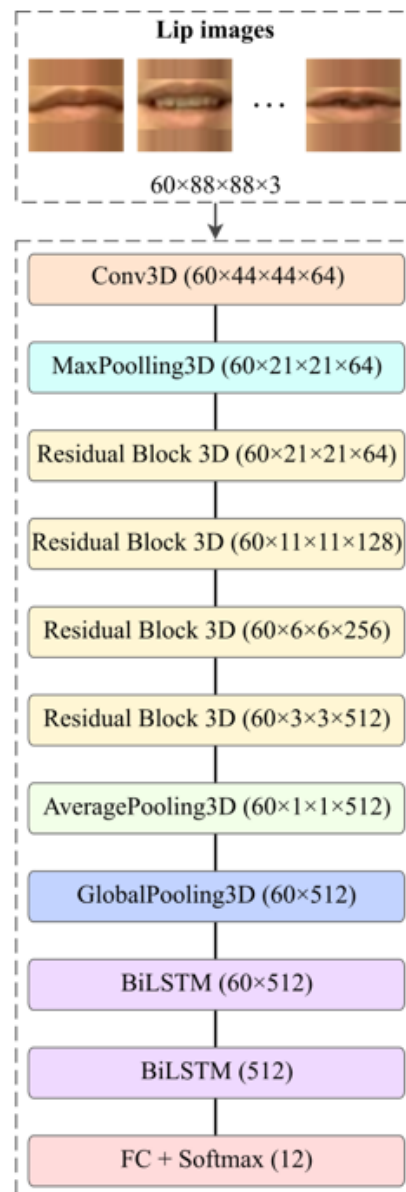 Lip images
...
60×88×88×3
Conv3D (60×44×44×64)
MaxPoolling3D (60×21×21×64)
Residual Block 3D (60×21×21×64)
Residual Block 3D (60×11×11×128)
Residual Block 3D (60×6×6×256)
Residual Block 3D (60×3×3×512)
AveragePooling3D (60×1×1×512)
GlobalPooling3D (60×512)
BiLSTM (60×512)
BiLSTM (512)
FC + Softmax (12)